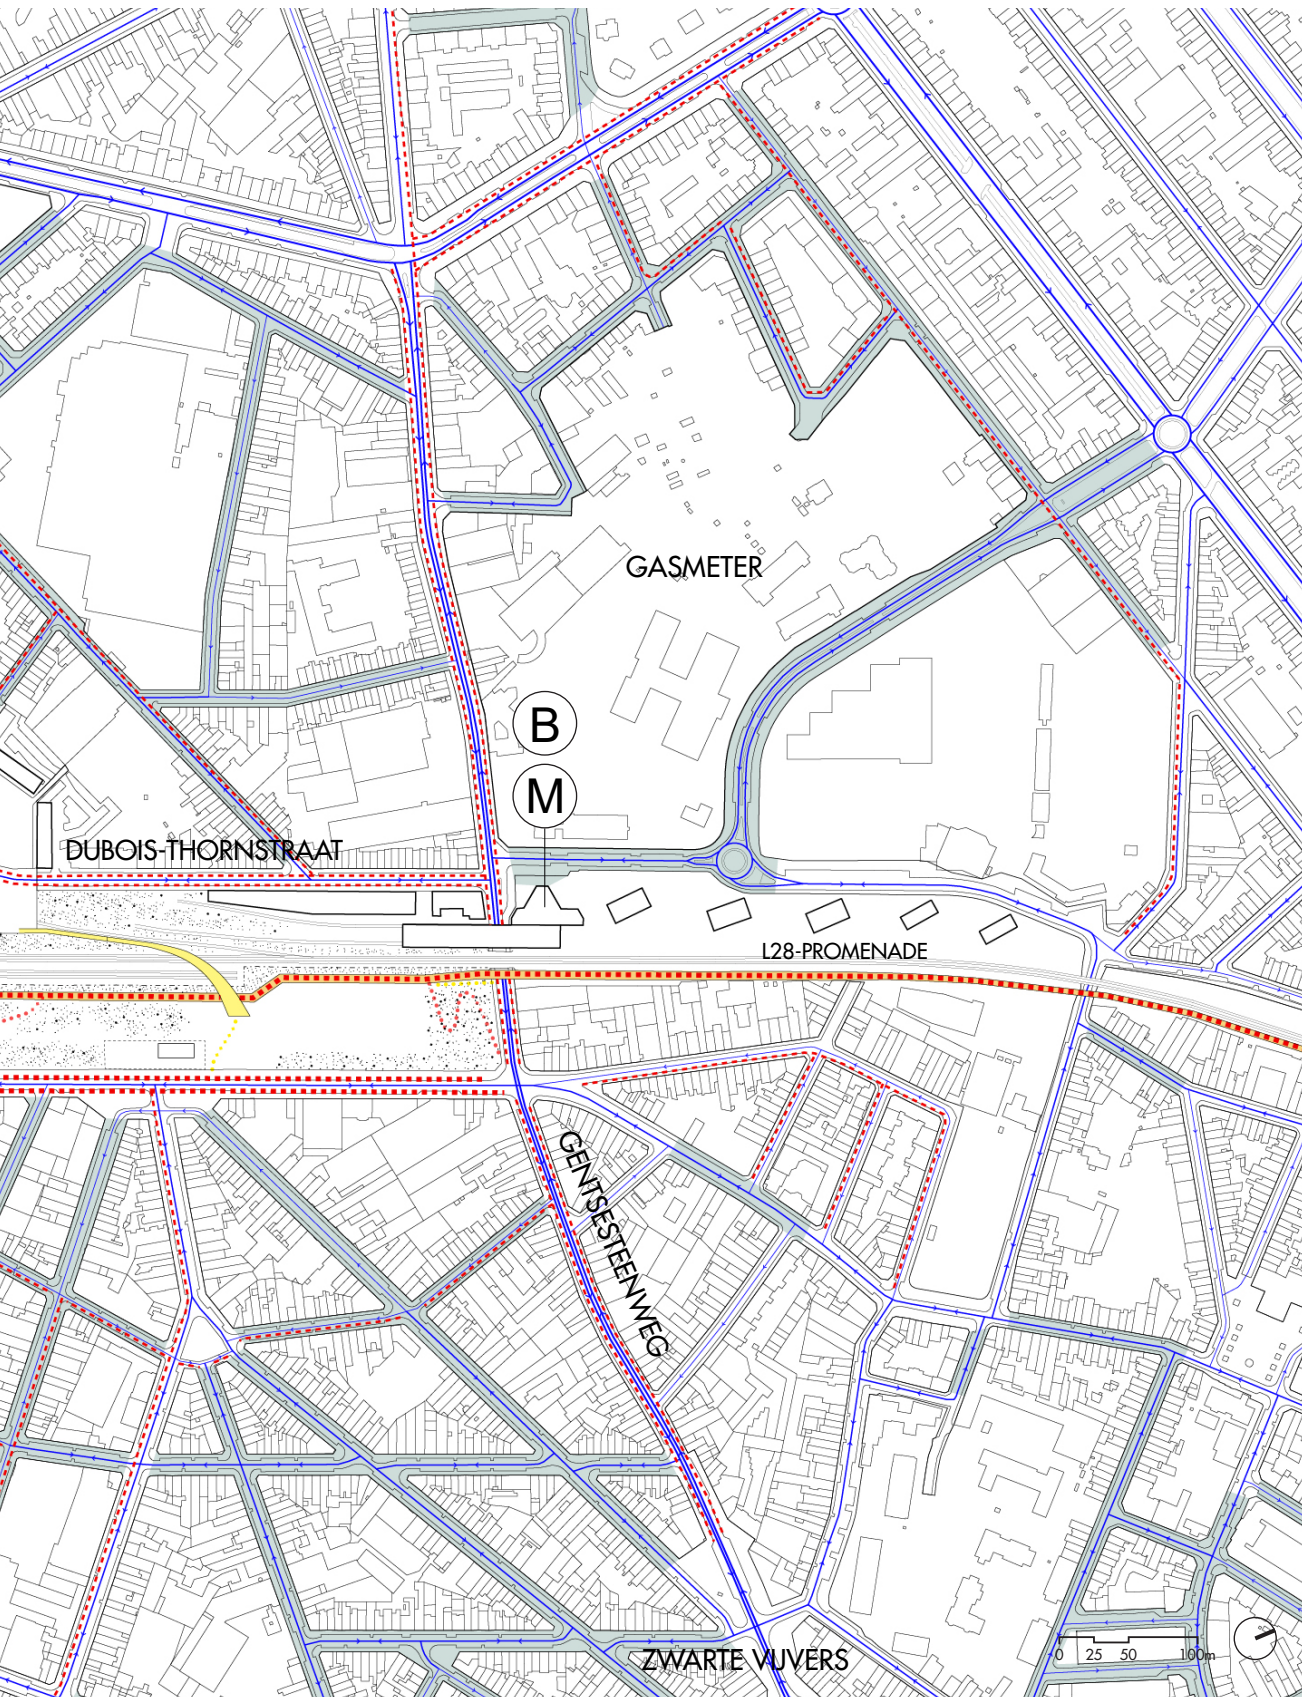 GASMETER
B
M
DUBOIS-THORNSTRAAT
L28-PROMENADE
GENTSESTEENWEG
ZWARTE VIJVERS
0 25 50 100m